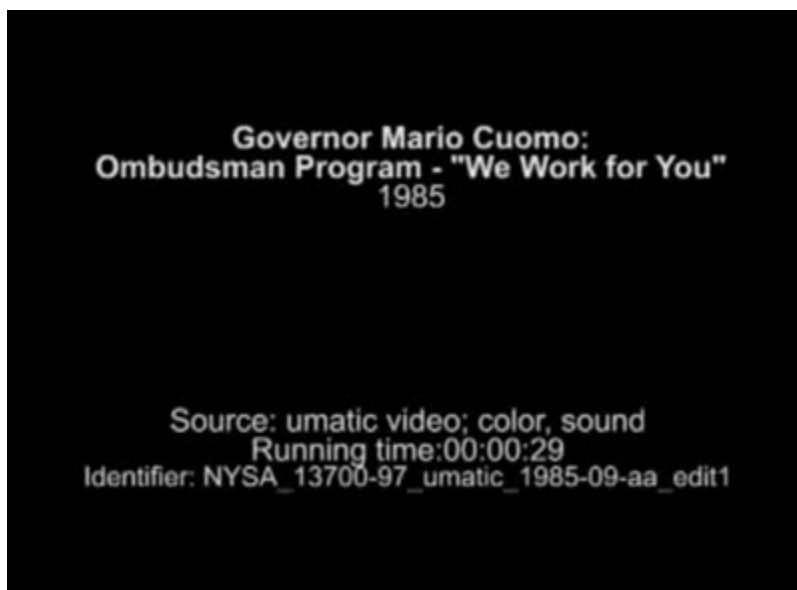 Governor Mario Cuomo:
Ombudsman Program - "We Work for You"
1985
Source: umatic video; color, sound
Running time:00:00:29
Identifier: NYSA_13700-97_umatic_1985-09-aa_edit1